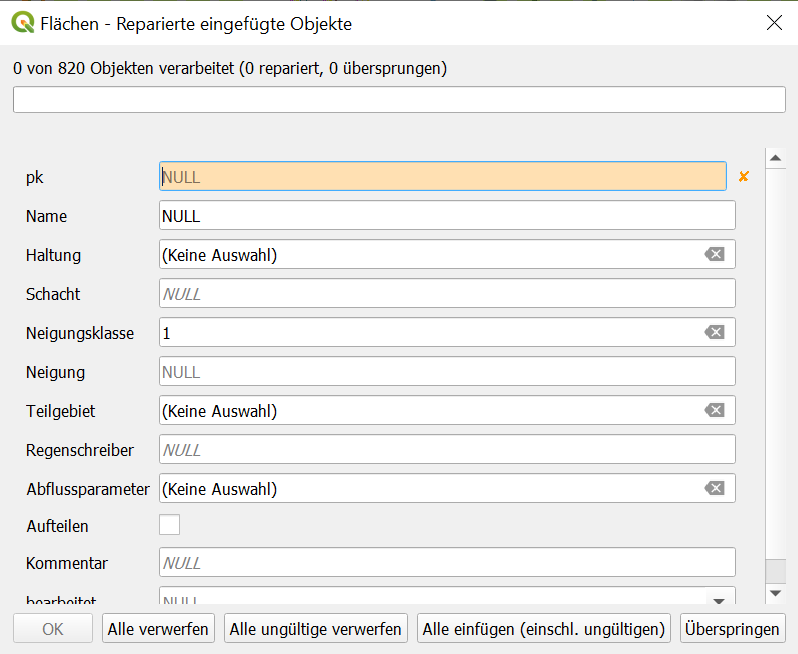 Flächen - Reparierte eingefügte Objekte
0 von 820 Objekten verarbeitet (0 repariert, 0 übersprungen)
pk NULL
Name NULL
Haltung (Keine Auswahl)
Schacht NULL
Neigungsklasse 1
Neigung NULL
Teilgebiet (Keine Auswahl)
Regenschreiber NULL
Abflussparameter (Keine Auswahl)
Aufteilen
Kommentar NULL
bearbeitet NULL
OK Alle verwerfen Alle ungültige verwerfen Alle einfügen (einschl. ungültigen) Überspringen